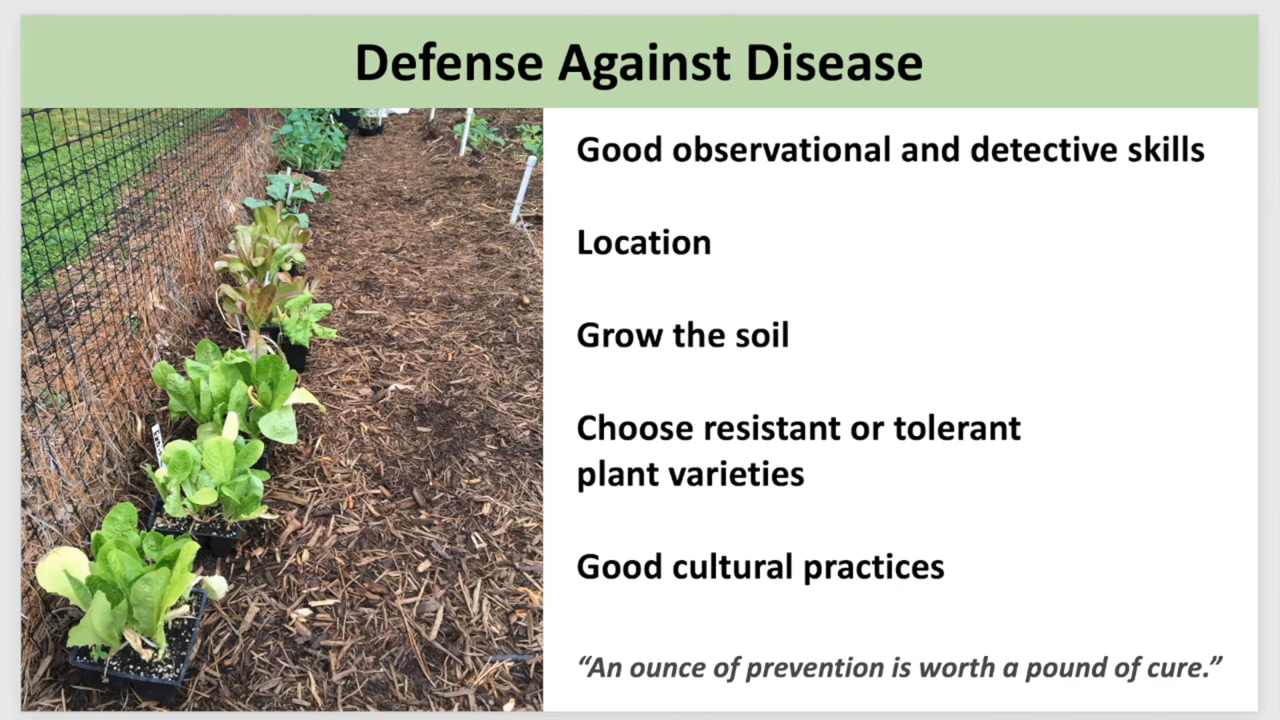 Defense Against Disease
Good observational and detective skills
Location
Grow the soil
Choose resistant or tolerant
plant varieties
Good cultural practices
“An ounce of prevention is worth a pound of cure.”